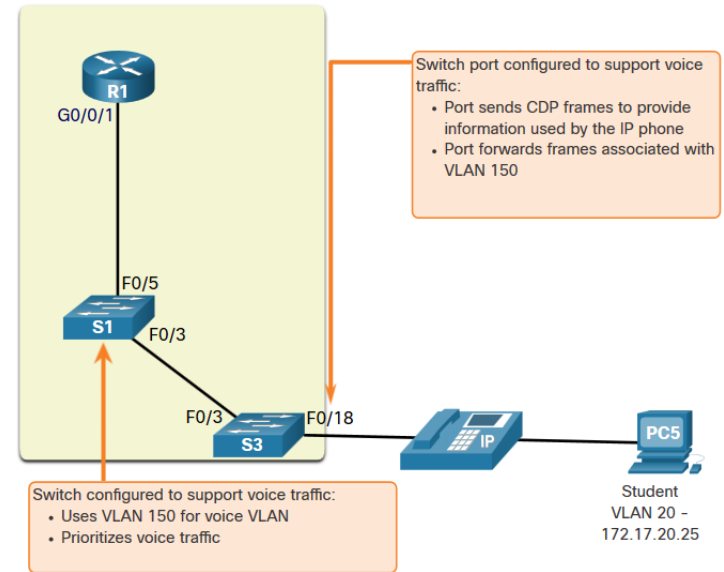 R1
G0/0/1
Switch port configured to support voice
traffic:
• Port sends CDP frames to provide
information used by the IP phone
• Port forwards frames associated with
VLAN 150
F0/5
S1
F0/3
F0/3
F0/18
S3
IP
PC5
Student
VLAN 20 -
172.17.20.25
Switch configured to support voice traffic:
• Uses VLAN 150 for voice VLAN
• Prioritizes voice traffic